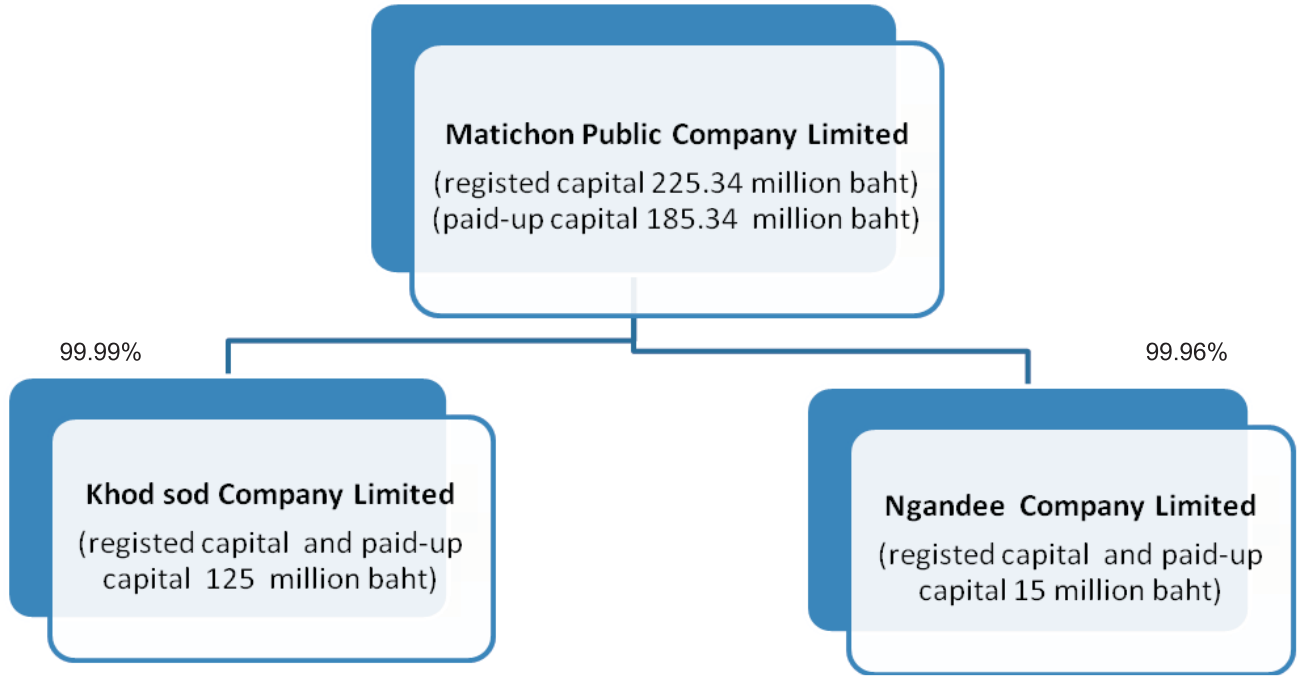 Matichon Public Company Limited
(registed capital 225.34 million baht)
(paid-up capital 185.34 million baht)
99.99%
99.96%
Khod sod Company Limited
(registed capital and paid-up
capital 125 million baht)
Ngandee Company Limited
(registed capital and paid-up
capital 15 million baht)